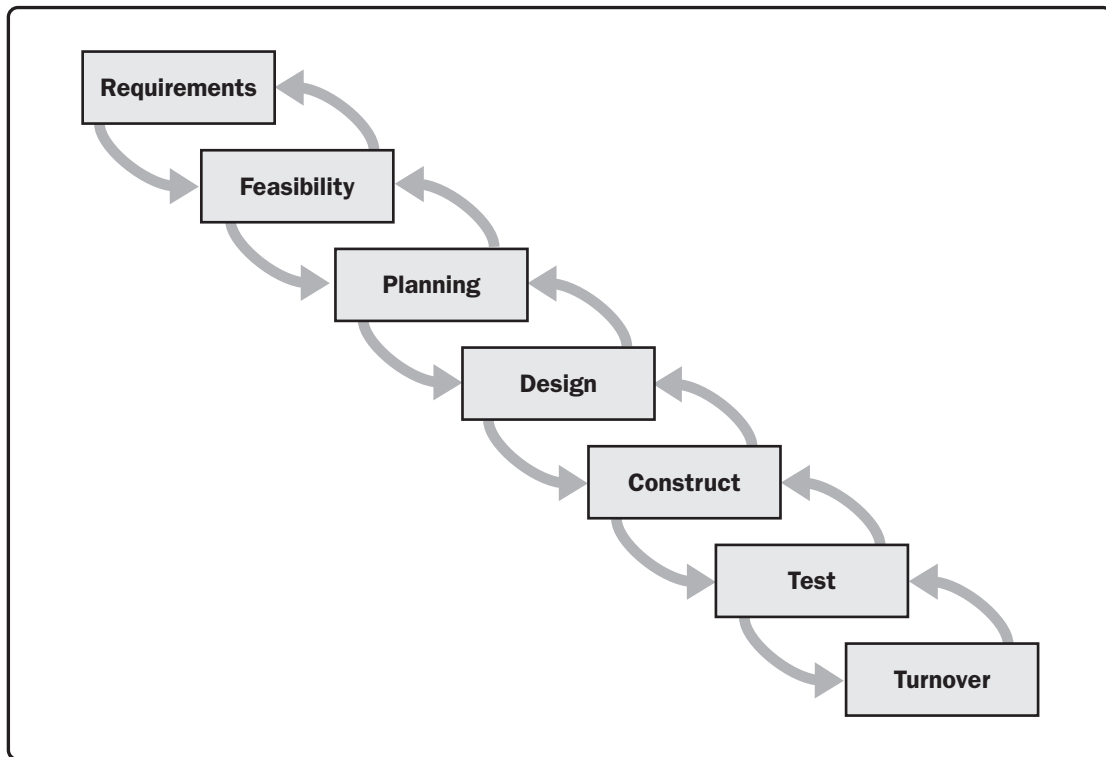 Requirements
Feasibility
Planning
Design
Construct
Test
Turnover